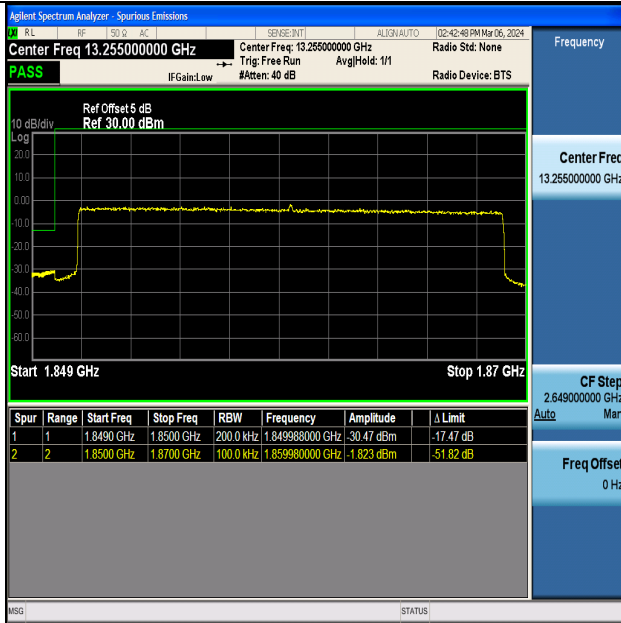 Agilent Spectrum Analyzer - Spurious Emissions
RL RF 50 Ω AC SENSE:INT ALIGN AUTO 02:42:48 PM Mar 06, 2024
Center Freq 13.255000000 GHz Center Freq: 13.255000000 GHz Radio Std: None
Trig: Free Run Avg|Hold: 1/1
PASS IFGain:Low #Atten: 40 dB Radio Device: BTS
Ref Offset 5 dB
10 dB/div Ref 30.00 dBm
Log
20.0
10.0
0.00
-10.0
-20.0
-30.0
-40.0
-50.0
-60.0
Start 1.849 GHz Stop 1.87 GHz
Spur Range Start Freq Stop Freq RBW Frequency Amplitude Δ Limit
1 1 1.8490 GHz 1.8500 GHz 200.0 kHz 1.849988000 GHz -30.47 dBm -17.47 dB
2 2 1.8500 GHz 1.8700 GHz 100.0 kHz 1.859980000 GHz -1.823 dBm -51.82 dB
Frequency
Center Freq
13.255000000 GHz
CF Step
2.649000000 GHz
Auto Man
Freq Offset
0 Hz
MSG STATUS